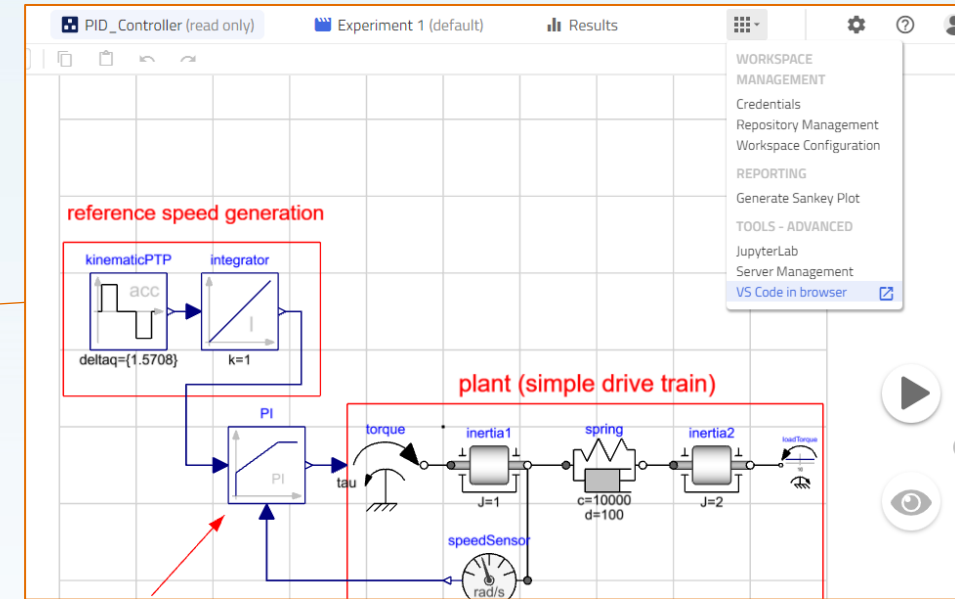 PID_Controller (read only)
Experiment 1 (default)
Results
WORKSPACE
MANAGEMENT
Credentials
Repository Management
Workspace Configuration
REPORTING
Generate Sankey Plot
TOOLS - ADVANCED
JupyterLab
Server Management
VS Code in browser
reference speed generation
kinematicPTP
integrator
acc
I
deltaq={1.5708}
k=1
plant (simple drive train)
PI
PI
torque
tau
inertia1
J=1
spring
c=10000
d=100
inertia2
J=2
loadTorque
speedSensor
rad/s